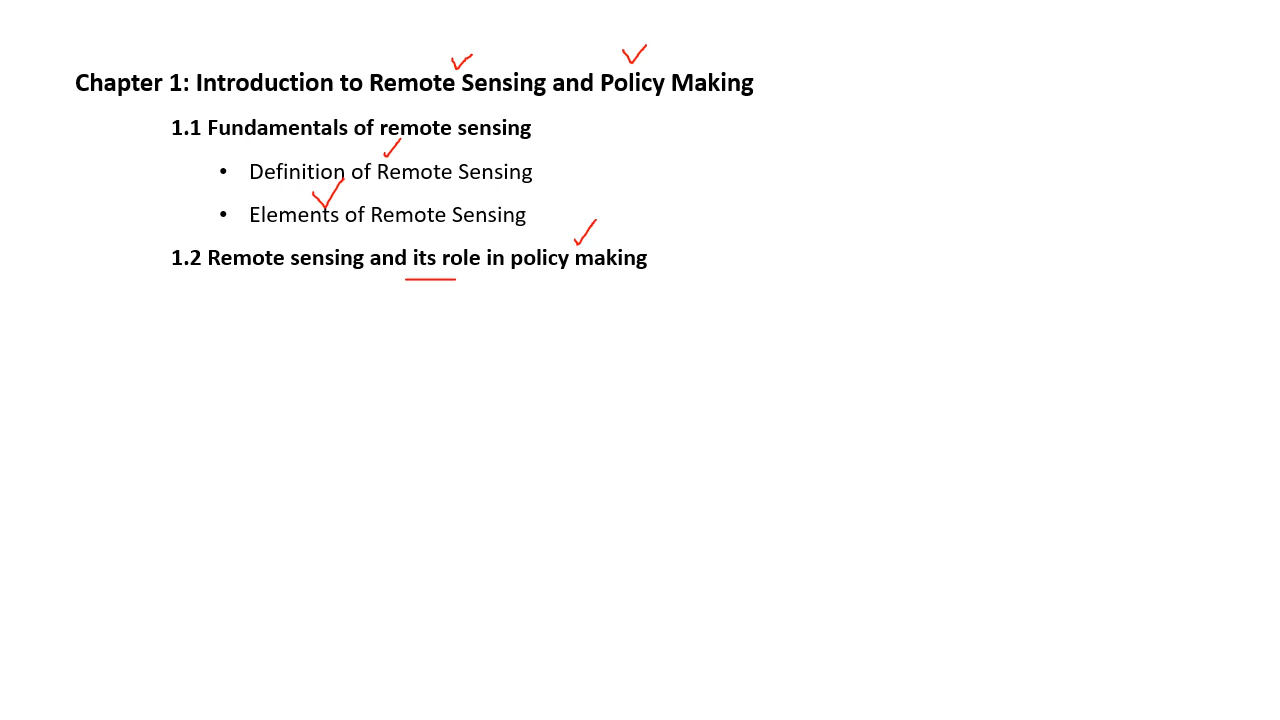 Chapter 1: Introduction to Remote Sensing and Policy Making
1.1 Fundamentals of remote sensing
• Definition of Remote Sensing
• Elements of Remote Sensing
1.2 Remote sensing and its role in policy making